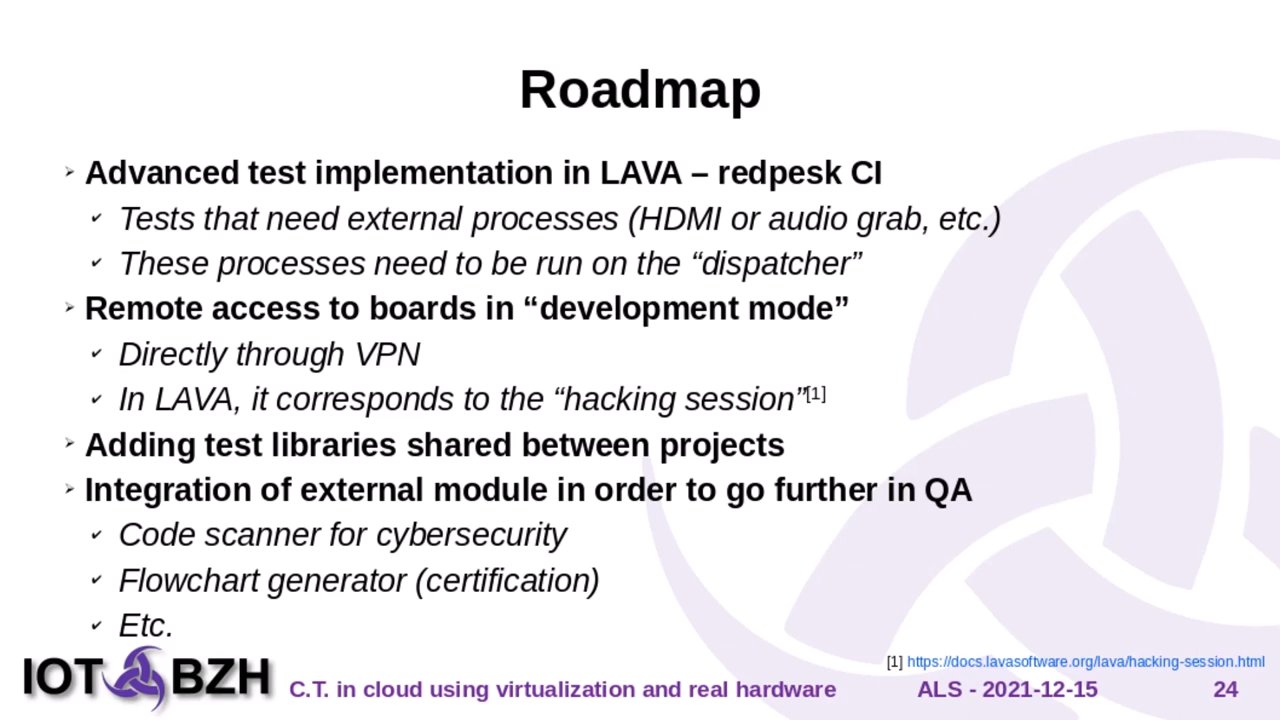 Roadmap
Advanced test implementation in LAVA – redpesk CI
Tests that need external processes (HDMI or audio grab, etc.)
These processes need to be run on the “dispatcher”
Remote access to boards in “development mode”
Directly through VPN
In LAVA, it corresponds to the “hacking session”[1]
Adding test libraries shared between projects
Integration of external module in order to go further in QA
Code scanner for cybersecurity
Flowchart generator (certification)
Etc.
[1] https://docs.lavasoftware.org/lava/hacking-session.html
IOT BZH
C.T. in cloud using virtualization and real hardware ALS - 2021-12-15 24